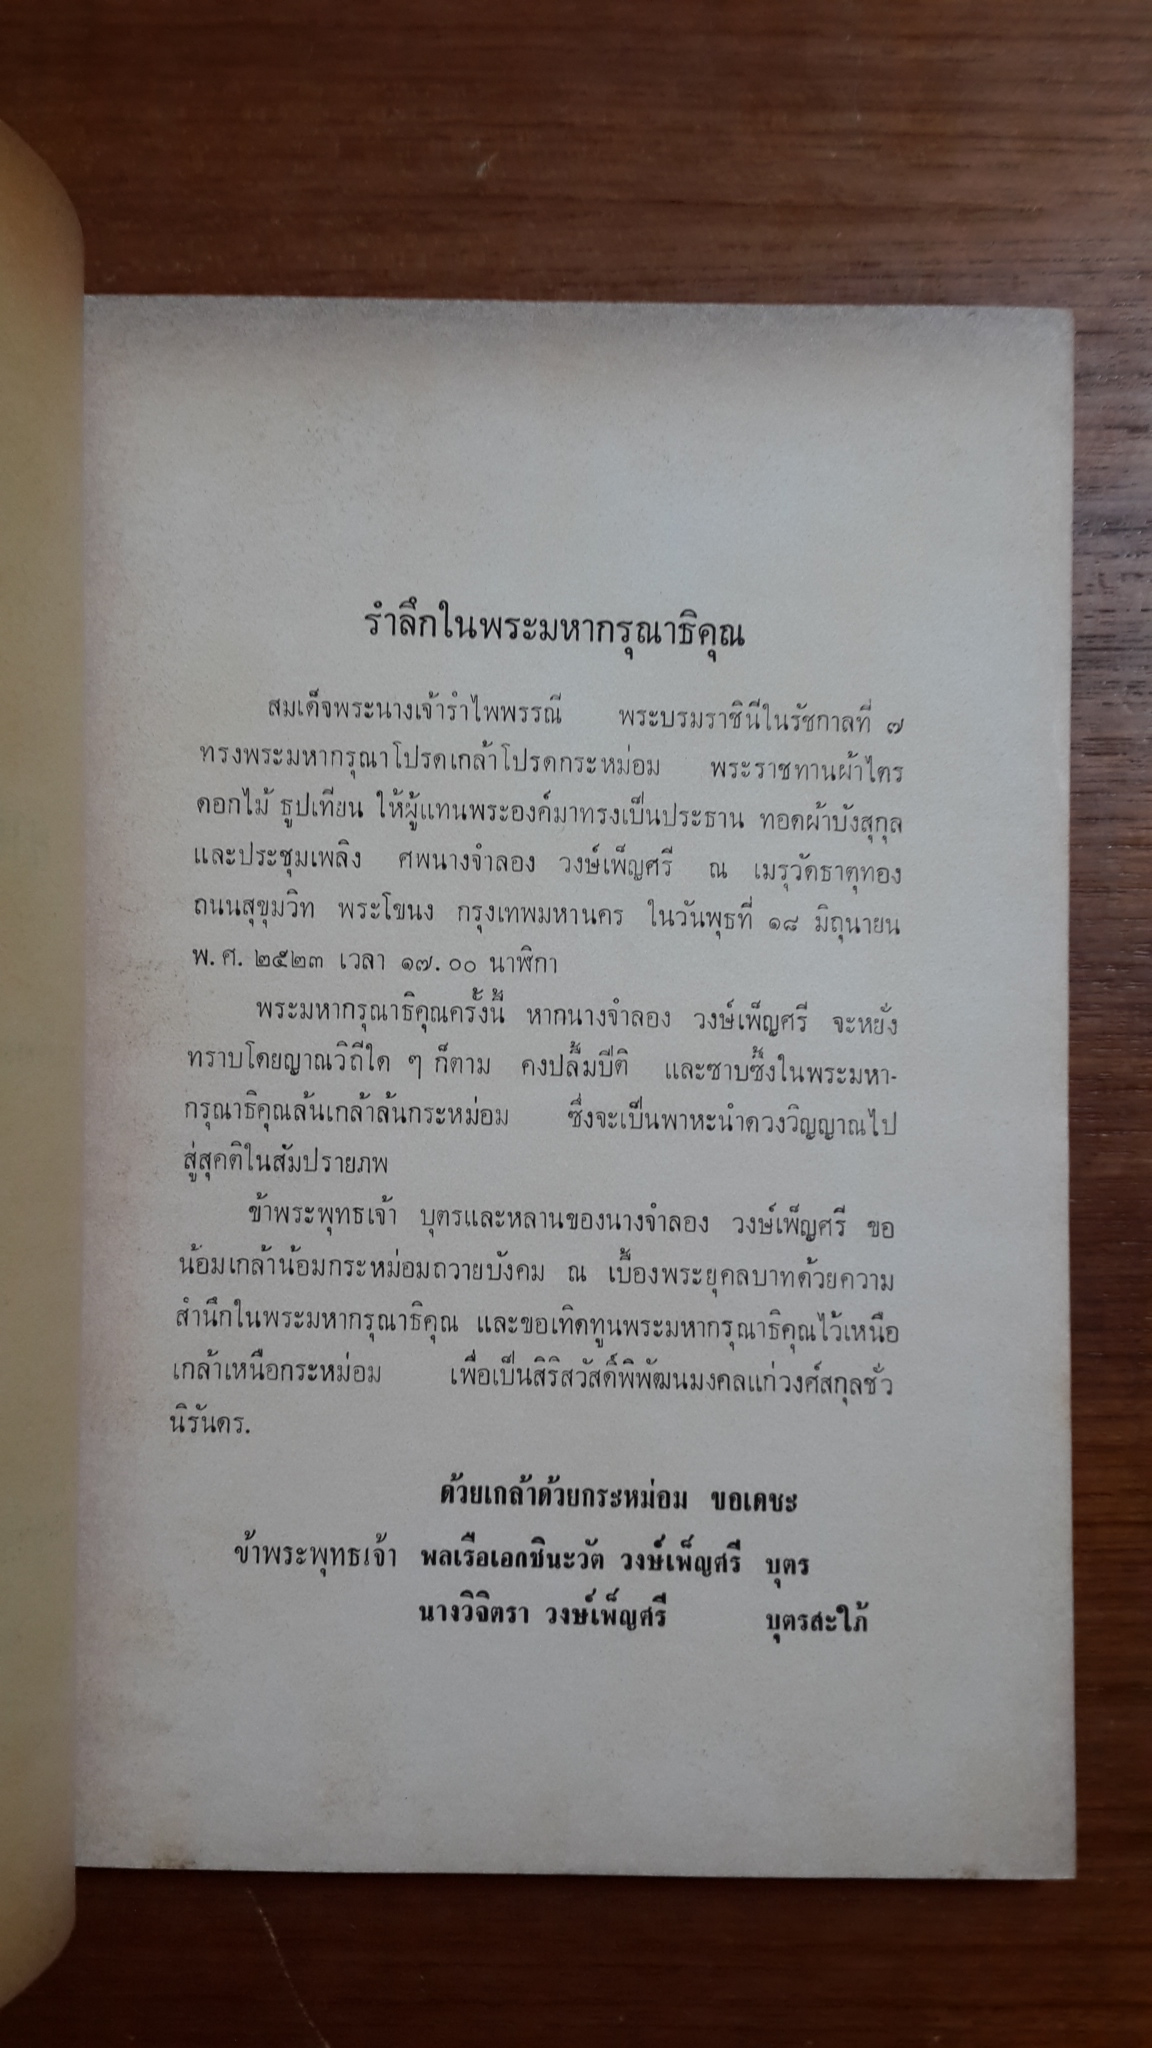 รำลึกในพระมหากรุณาธิคุณ
สมเด็จพระนางเจ้ารำไพพรรณี พระบรมราชินีในรัชกาลที่ ๗
ทรงพระมหากรุณาโปรดเกล้าโปรดกระหม่อม พระราชทานผ้าไตร
ดอกไม้ ธูปเทียน ให้ผู้แทนพระองค์มาทรงเป็นประธาน ทอดผ้าบังสุกุล
และประชุมเพลิง ศพนางจำลอง วงษ์เพ็ญศรี ณ เมรุวัดธาตุทอง
ถนนสุขุมวิท พระโขนง กรุงเทพมหานคร ในวันพุธที่ ๑๘ มิถุนายน
พ.ศ. ๒๕๒๓ เวลา ๑๗.๐๐ นาฬิกา
พระมหากรุณาธิคุณครั้งนี้ หากนางจำลอง วงษ์เพ็ญศรี จะหยั่ง
ทราบโดยญาณวิถีใด ๆ ก็ตาม คงปลื้มปีติ และซาบซึ้งในพระมหา-
กรุณาธิคุณล้นเกล้าล้นกระหม่อม ซึ่งจะเป็นพาหะนำดวงวิญญาณไป
สู่สุคติในสัมปรายภพ
ข้าพระพุทธเจ้า บุตรและหลานของนางจำลอง วงษ์เพ็ญศรี ขอ
น้อมเกล้าน้อมกระหม่อมถวายบังคม ณ เบื้องพระยุคลบาทด้วยความ
สำนึกในพระมหากรุณาธิคุณ และขอเทิดทูนพระมหากรุณาธิคุณไว้เหนือ
เกล้าเหนือกระหม่อม เพื่อเป็นสิริสวัสดิ์พิพัฒนมงคลแก่วงศ์สกุลชั่ว
นิรันดร.
ด้วยเกล้าด้วยกระหม่อม ขอเดชะ
ข้าพระพุทธเจ้า พลเรือเอกชินะวัต วงษ์เพ็ญศรี บุตร
นางวิจิตรา วงษ์เพ็ญศรี บุตรสะใภ้